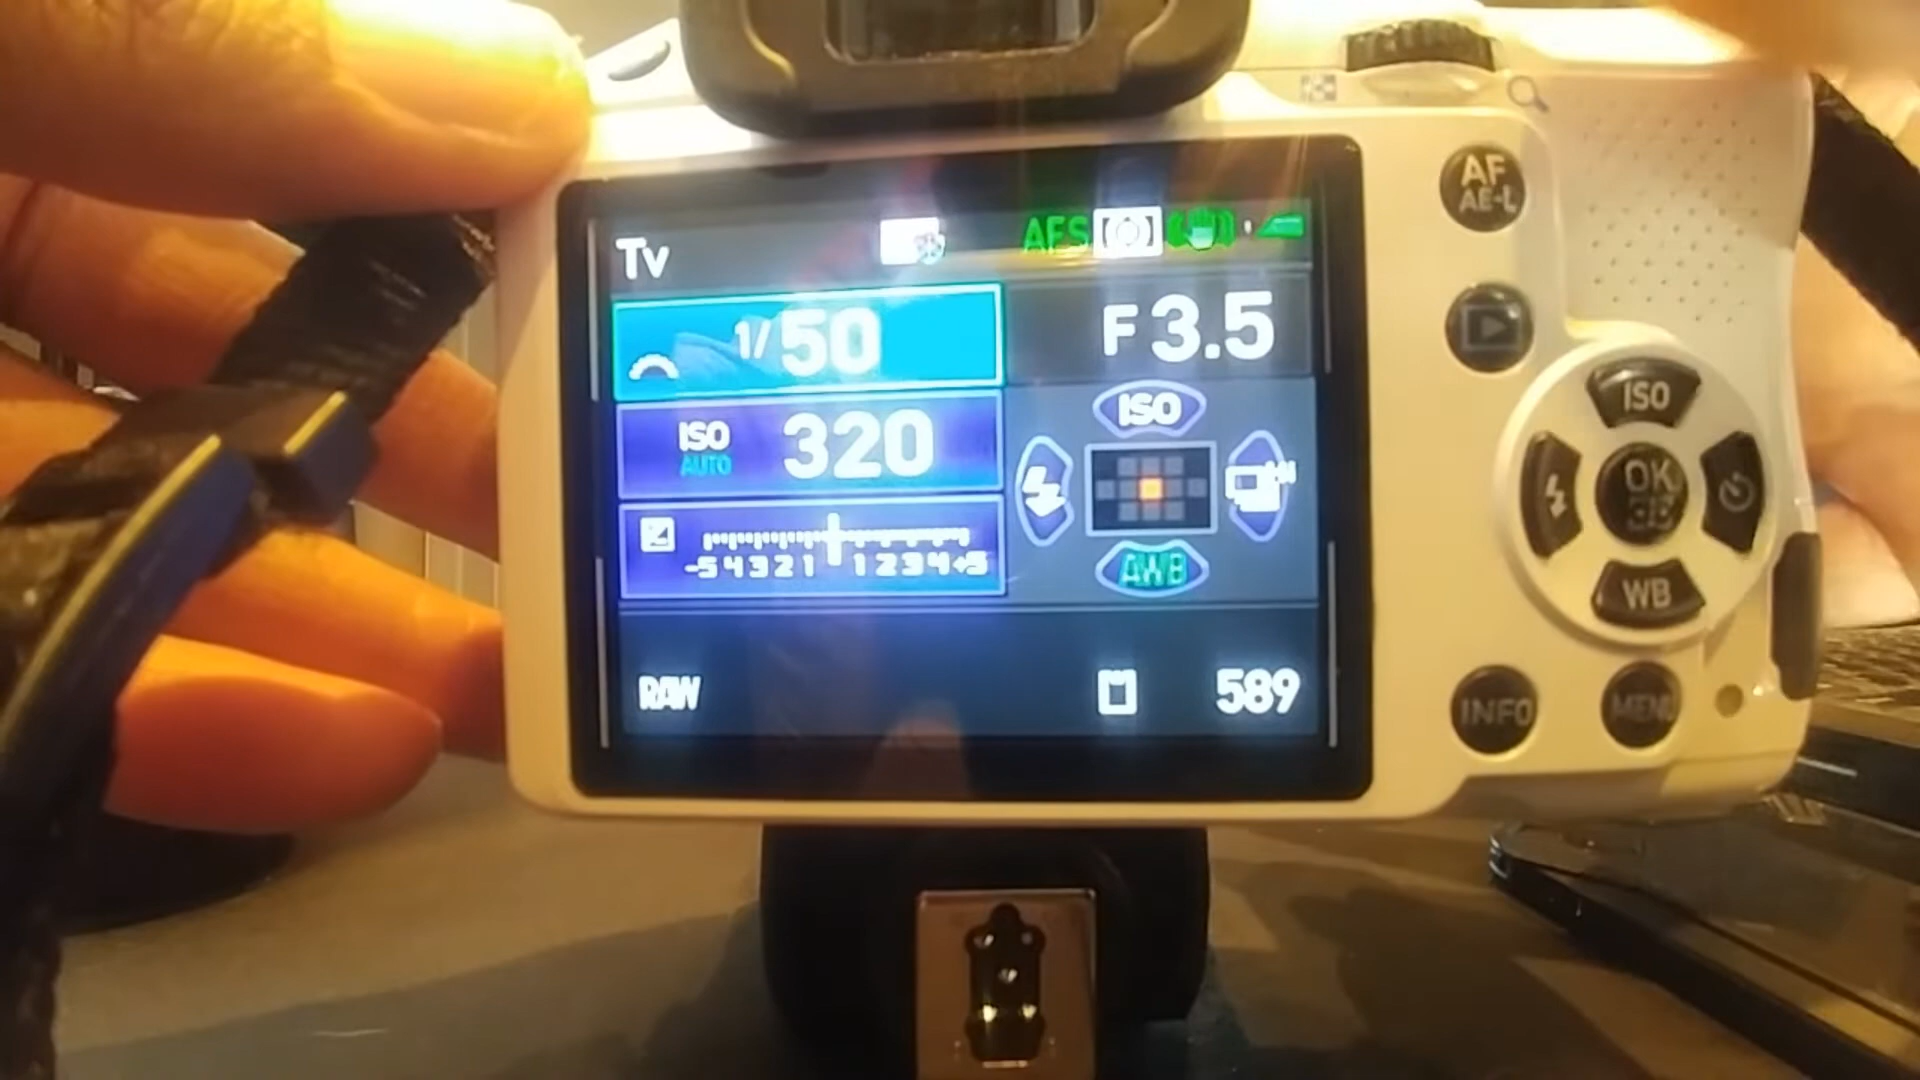 Tv AFS
1/50 F3.5
ISO AUTO 320
ISO
-5 4 3 2 1 1 2 3 4 +5
AWB
RAW 589
AF
AE-L
ISO
OK
WB
INFO MENU